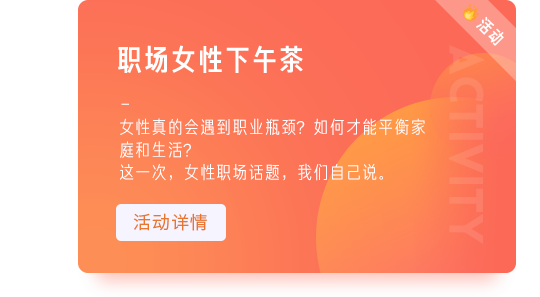 活动
职场女性下午茶
–
女性真的会遇到职业瓶颈？如何才能平衡家
庭和生活？
这一次，女性职场话题，我们自己说。
活动详情
ACTIVITY